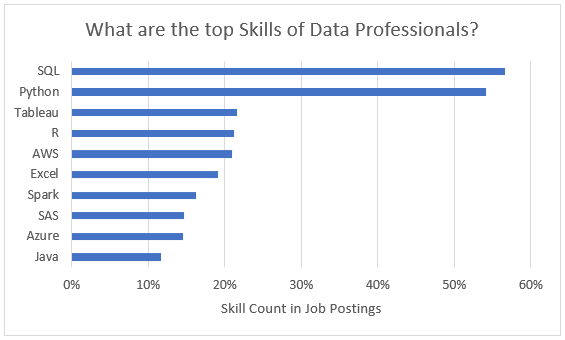 What are the top Skills of Data Professionals?
SQL
Python
Tableau
R
AWS
Excel
Spark
SAS
Azure
Java
0% 10% 20% 30% 40% 50% 60%
Skill Count in Job Postings